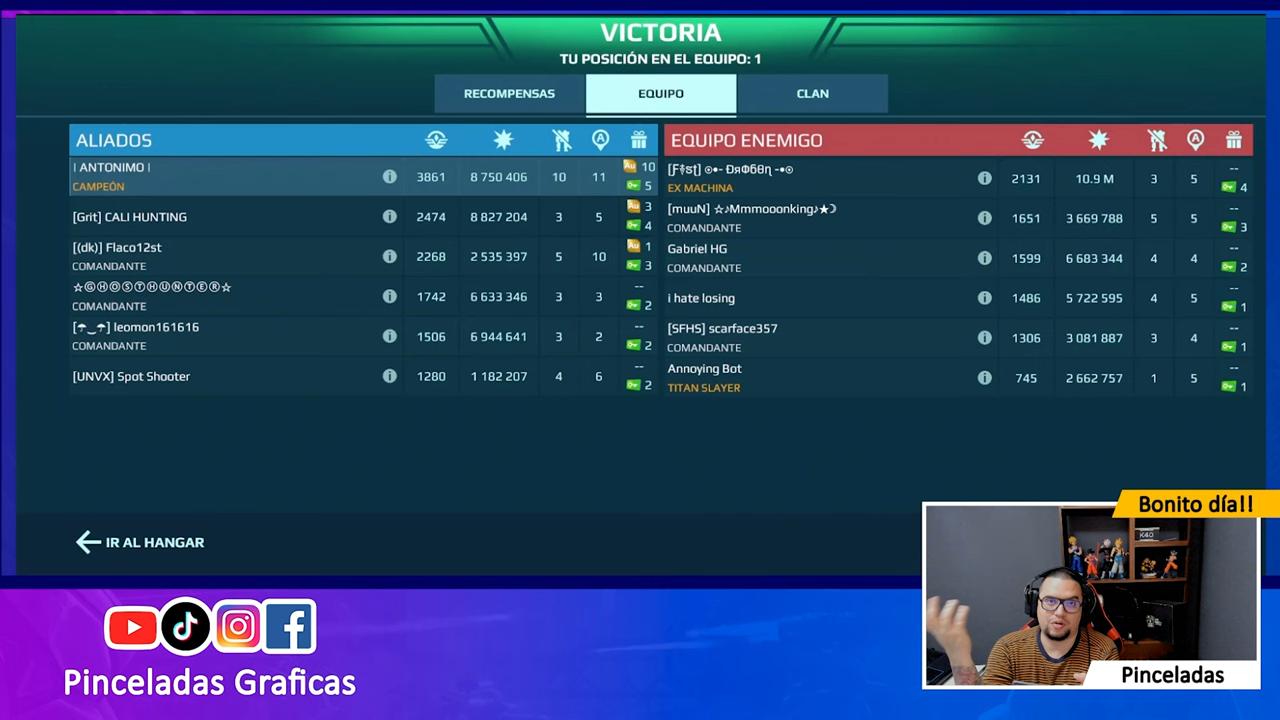 VICTORIA
TU POSICIÓN EN EL EQUIPO: 1
RECOMPENSAS EQUIPO CLAN
ALIADOS
| ANTONIMO | 3861 8 750 406 10 11 Au 10
CAMPEÓN 5
[Grit] CALI HUNTING 2474 8 827 204 3 5 Au 3
4
[(dk)] Flaco12st 2268 2 535 397 5 10 Au 1
COMANDANTE 3
☆ⒼⒽⓄⓈⓉⒽⓊⓃⓉⒺⓇ☆ 1742 6 633 346 3 3 --
COMANDANTE 2
[☂‿☂] leomon161616 1506 6 944 641 3 2 --
COMANDANTE 2
[UNVX] Spot Shooter 1280 1 182 207 4 6 --
2
EQUIPO ENEMIGO
2131 10.9 M 3 5 --
EX MACHINA 4
[muuN] ☆♪Mmmooonking♪★☽ 1651 3 669 788 5 5 --
COMANDANTE 3
Gabriel HG 1599 6 683 344 4 4 --
COMANDANTE 2
i hate losing 1486 5 722 595 4 5 --
1
[SFHS] scarface357 1306 3 081 887 3 4 --
COMANDANTE 1
Annoying Bot 745 2 662 757 1 5 --
TITAN SLAYER 1
IR AL HANGAR
Bonito día!!
K40
Pinceladas
Pinceladas Graficas